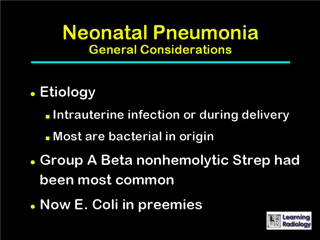 Neonatal Pneumonia
General Considerations
Etiology
Intrauterine infection or during delivery
Most are bacterial in origin
Group A Beta nonhemolytic Strep had
been most common
Now E. Coli in preemies
Learning
Radiology